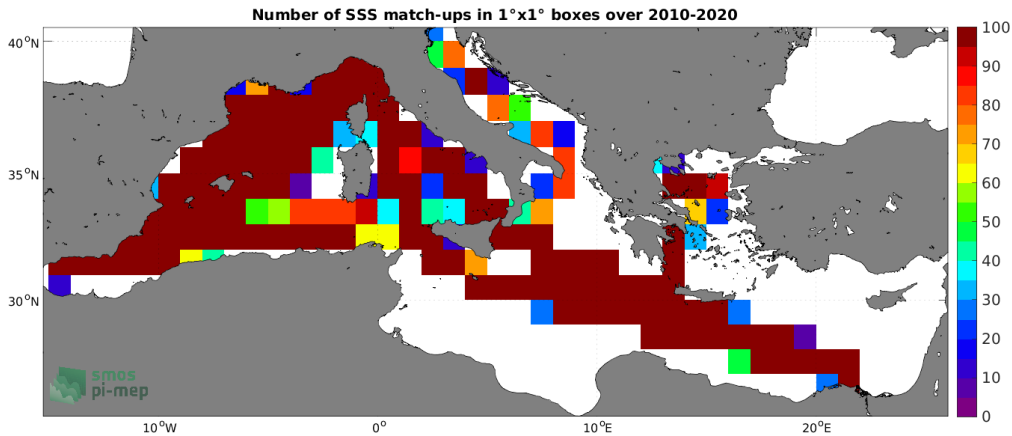 Number of SSS match-ups in 1°x1° boxes over 2010-2020
40°N
35°N
30°N
10°W
0°
10°E
20°E
100
90
80
70
60
50
40
30
20
10
0
smos
pi-mep